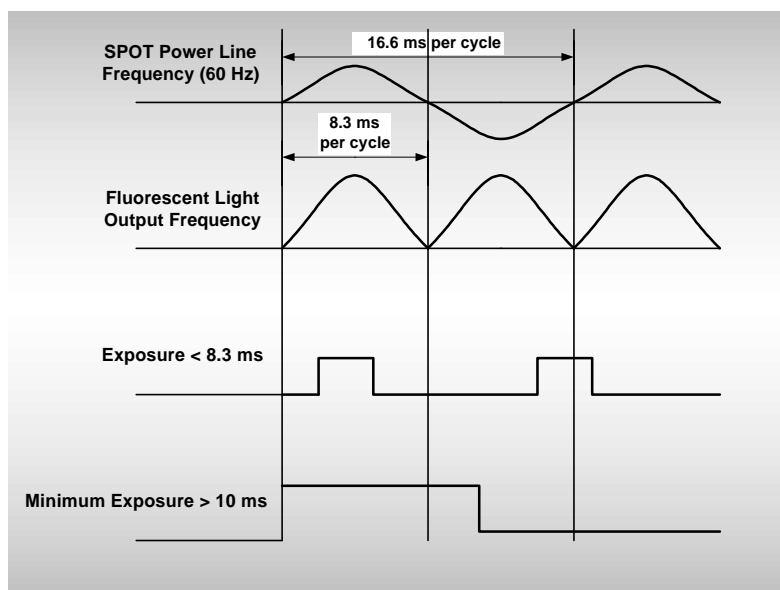 SPOT Power Line
Frequency (60 Hz)
16.6 ms per cycle
8.3 ms
per cycle
Fluorescent Light
Output Frequency
Exposure < 8.3 ms
Minimum Exposure > 10 ms